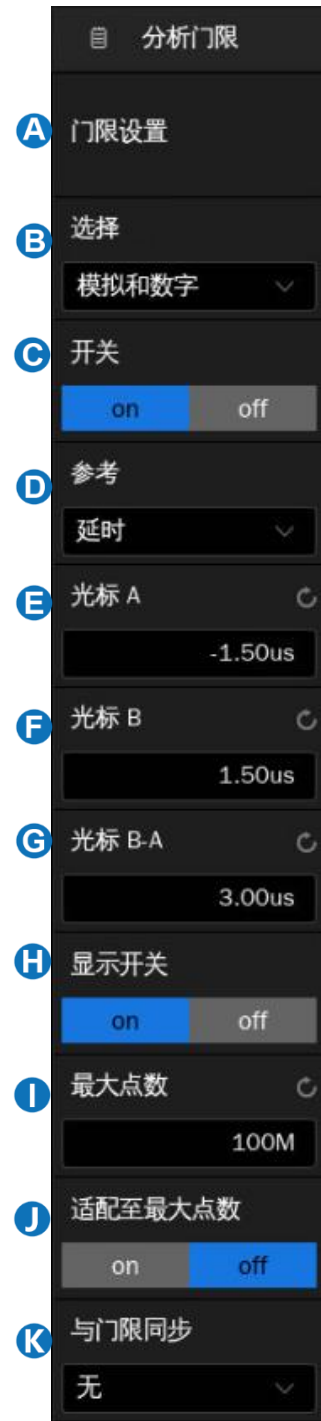 分析门限
A 门限设置
B 选择
模拟和数字
C 开关
on off
D 参考
延时
E 光标 A
-1.50us
F 光标 B
1.50us
G 光标 B-A
3.00us
H 显示开关
on off
I 最大点数
100M
J 适配至最大点数
on off
K 与门限同步
无